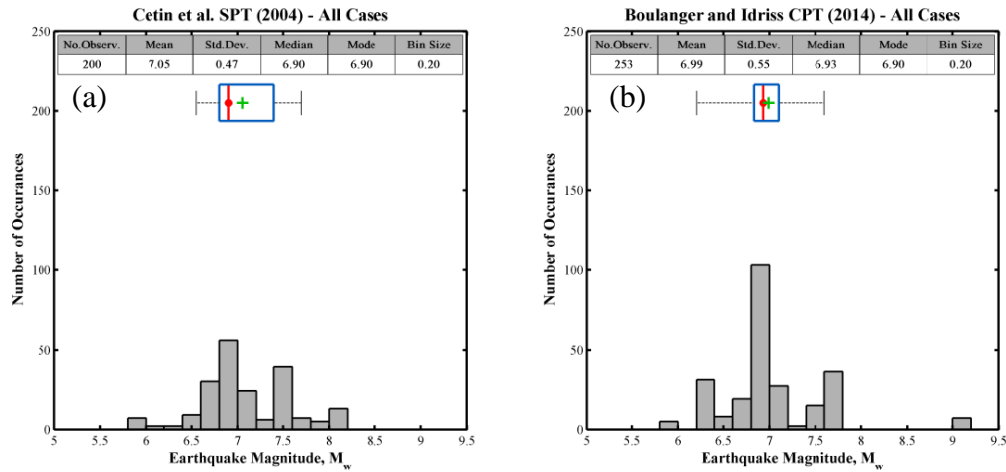 Cetin et al. SPT (2004) - All Cases
No.Observ. Mean Std.Dev. Median Mode Bin Size
200 7.05 0.47 6.90 6.90 0.20
(a)
250
200
150
100
50
0
Number of Occurances
5 5.5 6 6.5 7 7.5 8 8.5 9 9.5
Earthquake Magnitude, Mw
Boulanger and Idriss CPT (2014) - All Cases
No.Observ. Mean Std.Dev. Median Mode Bin Size
253 6.99 0.55 6.93 6.90 0.20
(b)
250
200
150
100
50
0
Number of Occurances
5 5.5 6 6.5 7 7.5 8 8.5 9 9.5
Earthquake Magnitude, Mw